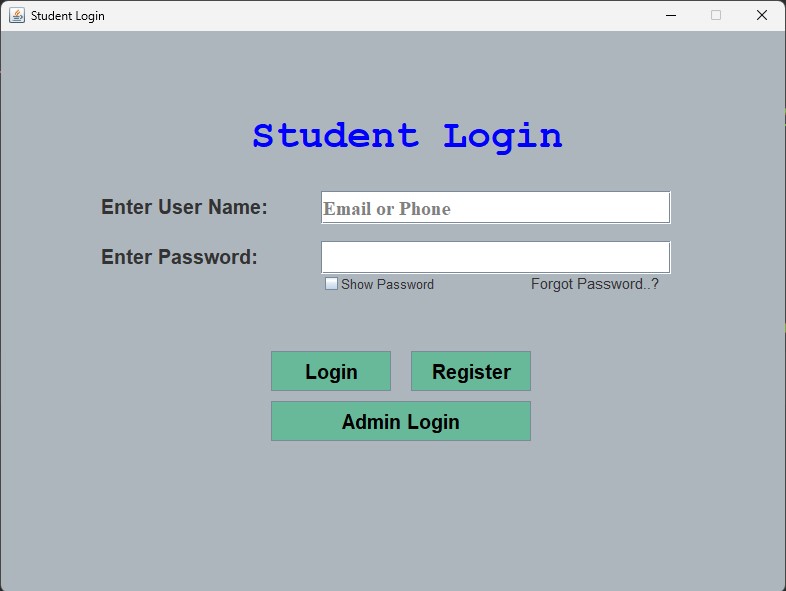 Student Login
Student Login
Enter User Name: Email or Phone
Enter Password:
Show Password Forgot Password..?
Login Register
Admin Login